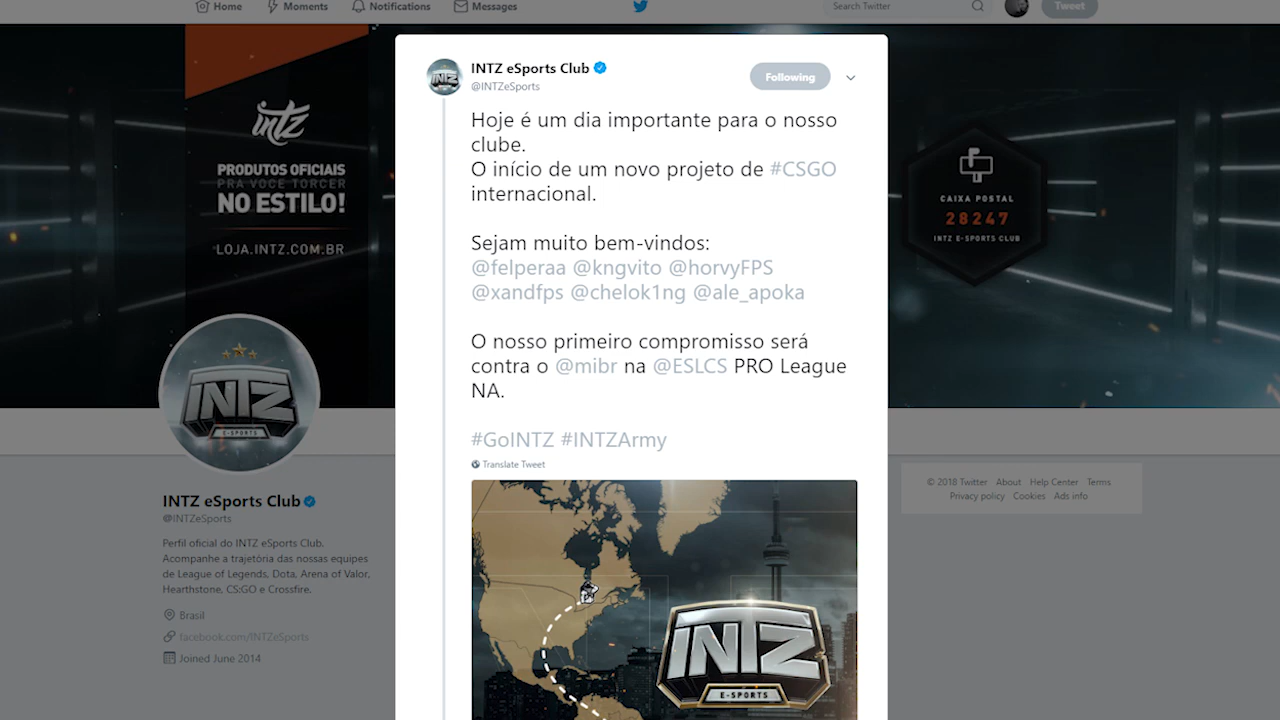 Home
Moments
Notifications
Messages
Search Twitter
Tweet
intz
PRODUTOS OFICIAIS
PRA VOCE TORCER
NO ESTILO!
LOJA.INTZ.COM.BR
CAIXA POSTAL
28247
INTZ E-SPORTS CLUB
INTZ
E-SPORTS
INTZ eSports Club
@INTZeSports
Perfil oficial do INTZ eSports Club.
Acompanhe a trajetória das nossas equipes
de League of Legends, Dota, Arena of Valor,
Hearthstone, CS:GO e Crossfire.
Brasil
facebook.com/INTZeSports
Joined June 2014
INTZ
INTZ eSports Club
@INTZeSports
Following
Hoje é um dia importante para o nosso
clube.
O início de um novo projeto de #CSGO
internacional.
Sejam muito bem-vindos:
@felperaa @kngvito @horvyFPS
@xandfps @chelok1ng @ale_apoka
O nosso primeiro compromisso será
contra o @mibr na @ESLCS PRO League
NA.
#GoINTZ #INTZArmy
Translate Tweet
INTZ
E-SPORTS
© 2018 Twitter About Help Center Terms
Privacy policy Cookies Ads info